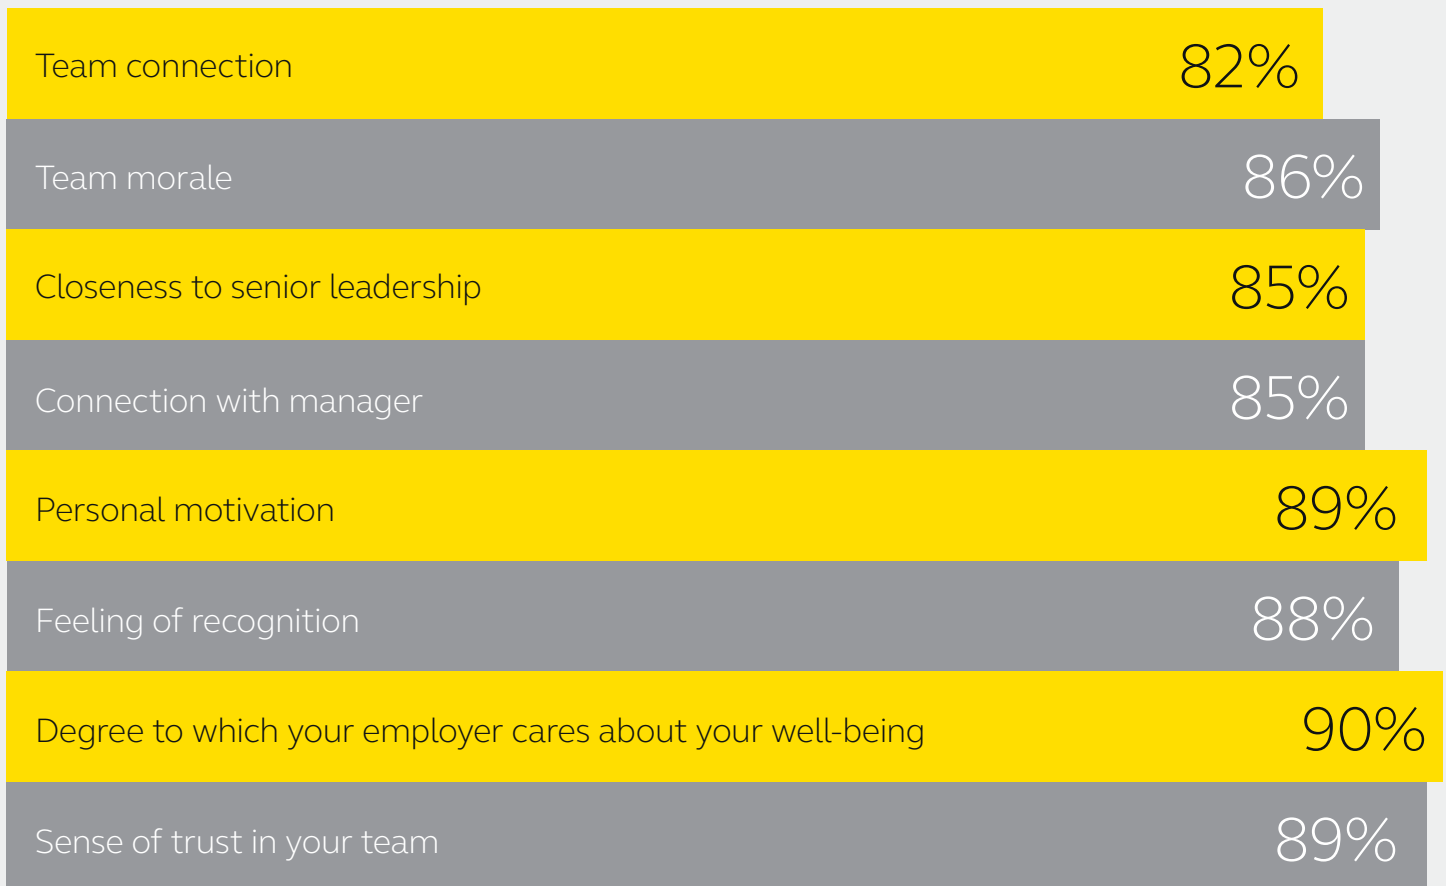 Team connection 82%
Team morale 86%
Closeness to senior leadership 85%
Connection with manager 85%
Personal motivation 89%
Feeling of recognition 88%
Degree to which your employer cares about your well-being 90%
Sense of trust in your team 89%